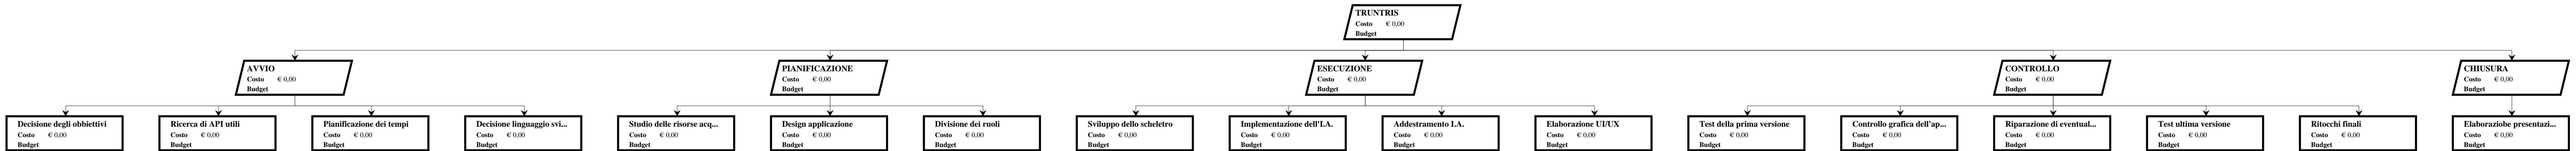 TRUNTRIS
Costo € 0,00
Budget
AVVIO
Costo € 0,00
Budget
PIANIFICAZIONE
Costo € 0,00
Budget
ESECUZIONE
Costo € 0,00
Budget
CONTROLLO
Costo € 0,00
Budget
CHIUSURA
Costo € 0,00
Budget
Decisione degli obbiettivi
Costo € 0,00
Budget
Ricerca di API utili
Costo € 0,00
Budget
Pianificazione dei tempi
Costo € 0,00
Budget
Decisione linguaggio svi...
Costo € 0,00
Budget
Studio delle risorse acq...
Costo € 0,00
Budget
Design applicazione
Costo € 0,00
Budget
Divisione dei ruoli
Costo € 0,00
Budget
Sviluppo dello scheletro
Costo € 0,00
Budget
Implementazione dell'I.A.
Costo € 0,00
Budget
Addestramento I.A.
Costo € 0,00
Budget
Elaborazione UI/UX
Costo € 0,00
Budget
Test della prima versione
Costo € 0,00
Budget
Controllo grafica dell'ap...
Costo € 0,00
Budget
Riparazione di eventual...
Costo € 0,00
Budget
Test ultima versione
Costo € 0,00
Budget
Ritocchi finali
Costo € 0,00
Budget
Elaboraziobe presentazi...
Costo € 0,00
Budget